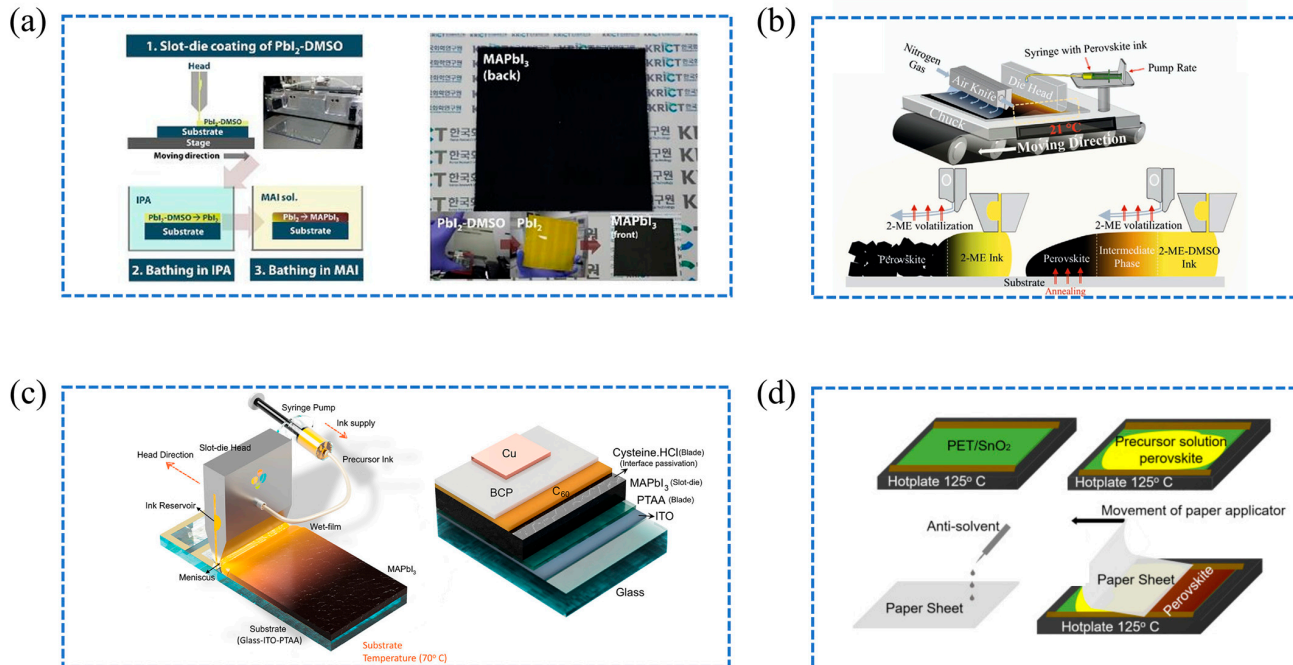 (a)
1. Slot-die coating of PbI₂-DMSO
Head
PbI₂-DMSO
Substrate
Stage
Moving direction
IPA
PbI₂-DMSO → PbI₂
Substrate
2. Bathing in IPA
MAI sol.
PbI₂ → MAPbI₃
Substrate
3. Bathing in MAI
KRICT
MAPbI₃
(back)
PbI₂-DMSO
PbI₂
MAPbI₃
(front)
(b)
Nitrogen
Gas
Air Knife
Die Head
Syringe with Perovskite ink
Pump Rate
Chuck
21 °C
Moving Direction
2-ME volatilization
2-ME volatilization
Perovskite
2-ME Ink
Perovskite
Intermediate
Phase
2-ME-DMSO
Ink
Substrate
Annealing
(c)
Syringe Pump
Ink supply
Slot-die Head
Precursor Ink
Head Direction
Ink Reservoir
Wet-film
Meniscus
MAPbI₃
Substrate
(Glass-ITO-PTAA)
Substrate
Temperature (70° C)
Cu
BCP
C₆₀
Cysteine.HCl(Blade)
(Interface passivation)
MAPbI₃(Slot-die)
PTAA (Blade)
ITO
Glass
(d)
PET/SnO₂
Hotplate 125° C
Precursor solution
perovskite
Hotplate 125° C
Anti-solvent
Paper Sheet
Movement of paper applicator
Paper Sheet
Perovskite
Hotplate 125° C